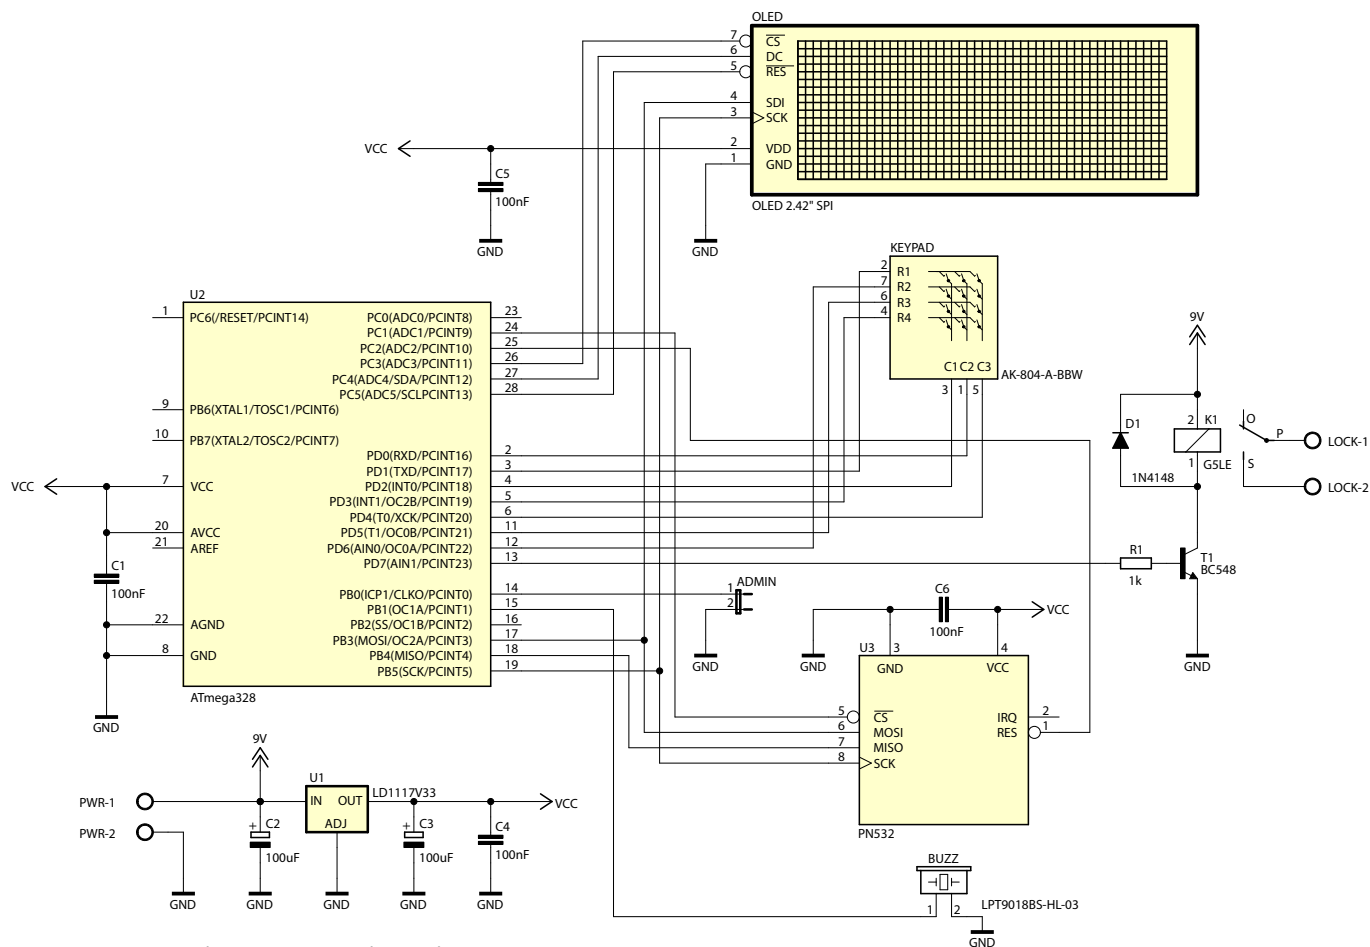 OLED
7 CS
6 DC
5 RES
4 SDI
3 SCK
VCC
2 VDD
1 GND
C5
100nF
GND
GND
OLED 2.42" SPI
KEYPAD
2 R1
7 R2
6 R3
4 R4
C1 C2 C3
AK-804-A-BBW
3 1 5
U2
1 PC6(/RESET/PCINT14)
PC0(ADC0/PCINT8) 23
PC1(ADC1/PCINT9) 24
PC2(ADC2/PCINT10) 25
PC3(ADC3/PCINT11) 26
PC4(ADC4/SDA/PCINT12) 27
PC5(ADC5/SCLPCINT13) 28
9 PB6(XTAL1/TOSC1/PCINT6)
10 PB7(XTAL2/TOSC2/PCINT7)
PD0(RXD/PCINT16) 2
PD1(TXD/PCINT17) 3
VCC
7 VCC
PD2(INT0/PCINT18) 4
PD3(INT1/OC2B/PCINT19) 5
PD4(T0/XCK/PCINT20) 6
20 AVCC
PD5(T1/OC0B/PCINT21) 11
21 AREF
PD6(AIN0/OC0A/PCINT22) 12
PD7(AIN1/PCINT23) 13
C1
100nF
PB0(ICP1/CLKO/PCINT0) 14
PB1(OC1A/PCINT1) 15
22 AGND
PB2(SS/OC1B/PCINT2) 16
PB3(MOSI/OC2A/PCINT3) 17
8 GND
PB4(MISO/PCINT4) 18
PB5(SCK/PCINT5) 19
ATmega328
GND
9V
D1
1N4148
2 K1
1 G5LE
O
P
S
LOCK-1
LOCK-2
R1
1k
T1
BC548
GND
ADMIN
1
2
GND
C6
100nF
VCC
GND
U3
3
GND
4
VCC
5 CS
6 MOSI
7 MISO
8 SCK
IRQ 2
RES 1
PN532
9V
PWR-1
PWR-2
U1
IN OUT
ADJ
LD1117V33
VCC
+ C2
100uF
+ C3
100uF
C4
100nF
GND
GND
GND
GND
GND
BUZZ
1 2
LPT9018BS-HL-03
GND